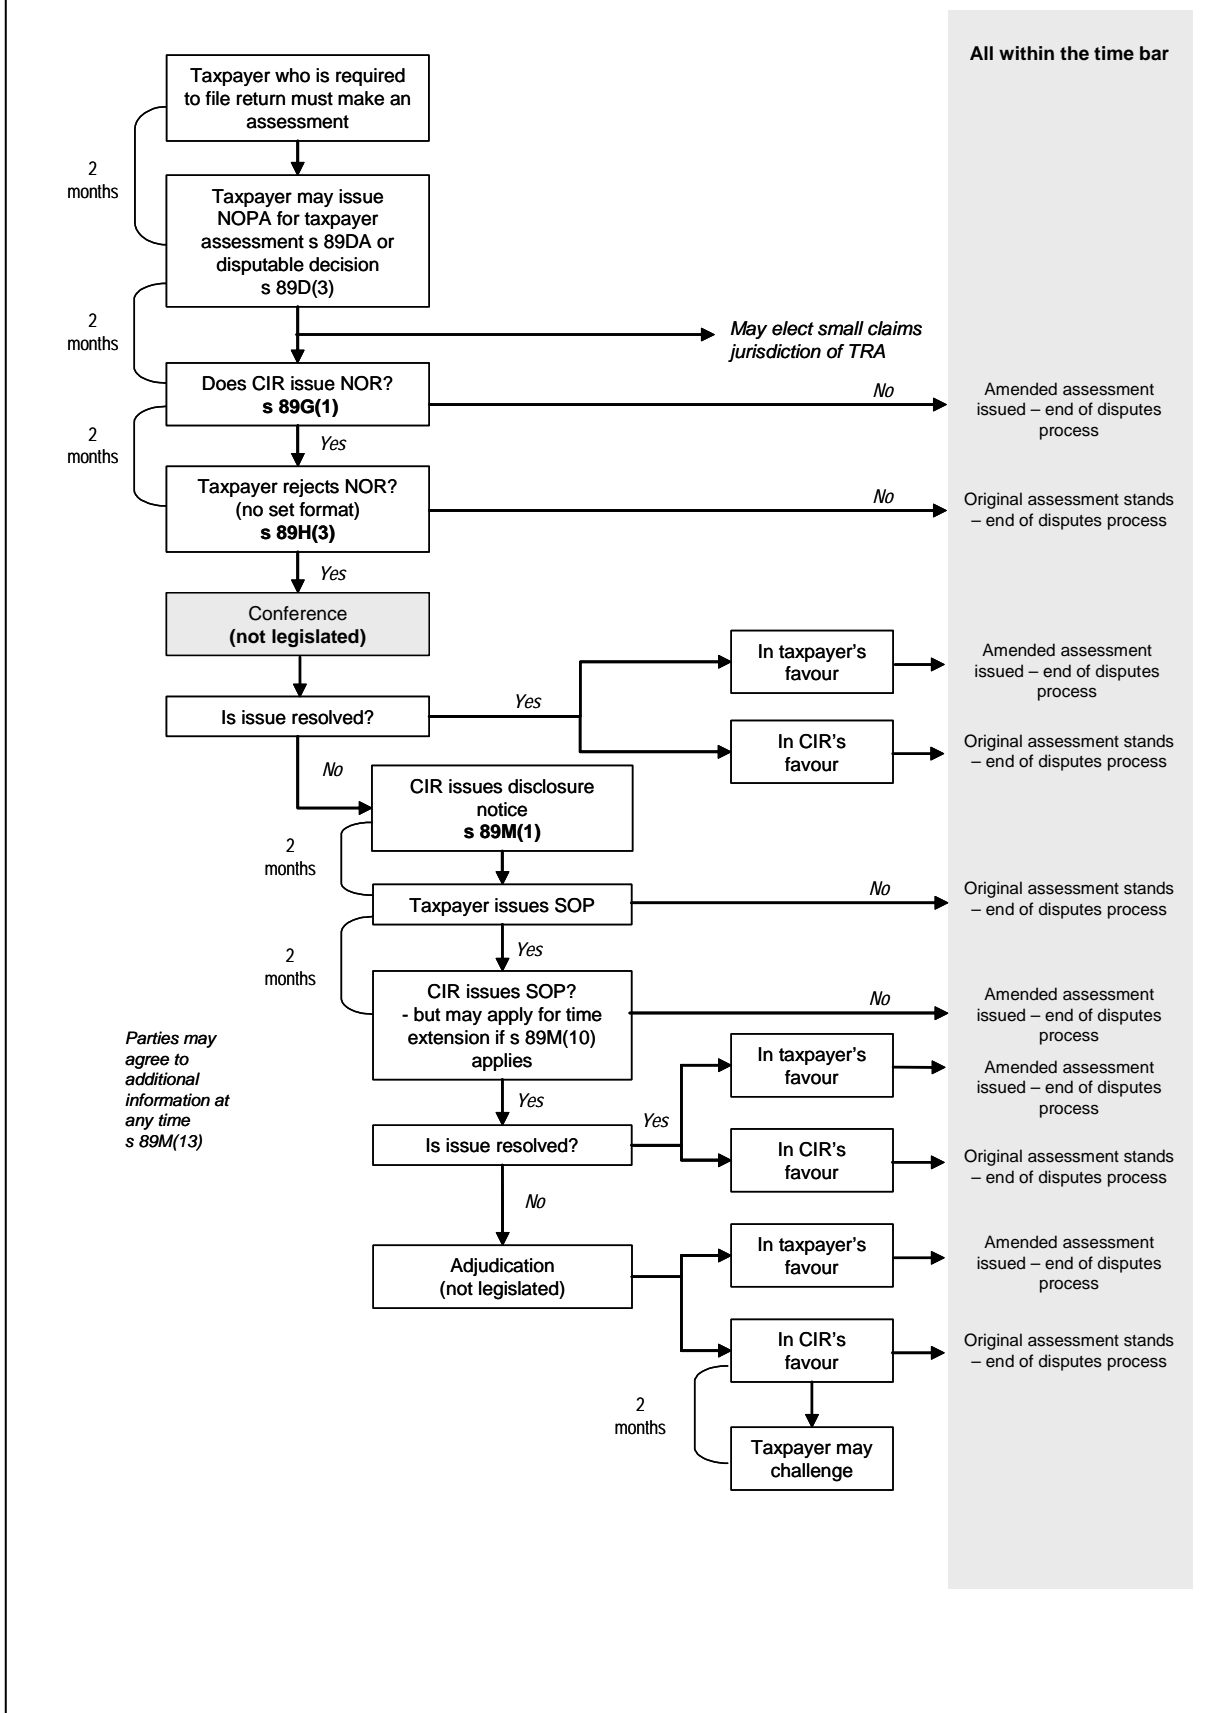 All within the time bar
Taxpayer who is required
to file return must make an
assessment
2
months
Taxpayer may issue
NOPA for taxpayer
assessment s 89DA or
disputable decision
s 89D(3)
2
months
May elect small claims
jurisdiction of TRA
Does CIR issue NOR?
s 89G(1)
No
Amended assessment
issued – end of disputes
process
2
months
Yes
Taxpayer rejects NOR?
(no set format)
s 89H(3)
No
Original assessment stands
– end of disputes process
Yes
Conference
(not legislated)
In taxpayer's
favour
Amended assessment
issued – end of disputes
process
Is issue resolved?
Yes
In CIR's
favour
Original assessment stands
– end of disputes process
No
CIR issues disclosure
notice
s 89M(1)
2
months
Taxpayer issues SOP
No
Original assessment stands
– end of disputes process
Yes
2
months
CIR issues SOP?
- but may apply for time
extension if s 89M(10)
applies
No
Amended assessment
issued – end of disputes
process
Parties may
agree to
additional
information at
any time
s 89M(13)
In taxpayer's
favour
Amended assessment
issued – end of disputes
process
Yes
Is issue resolved?
Yes
In CIR's
favour
Original assessment stands
– end of disputes process
No
Adjudication
(not legislated)
In taxpayer's
favour
Amended assessment
issued – end of disputes
process
In CIR's
favour
Original assessment stands
– end of disputes process
2
months
Taxpayer may
challenge